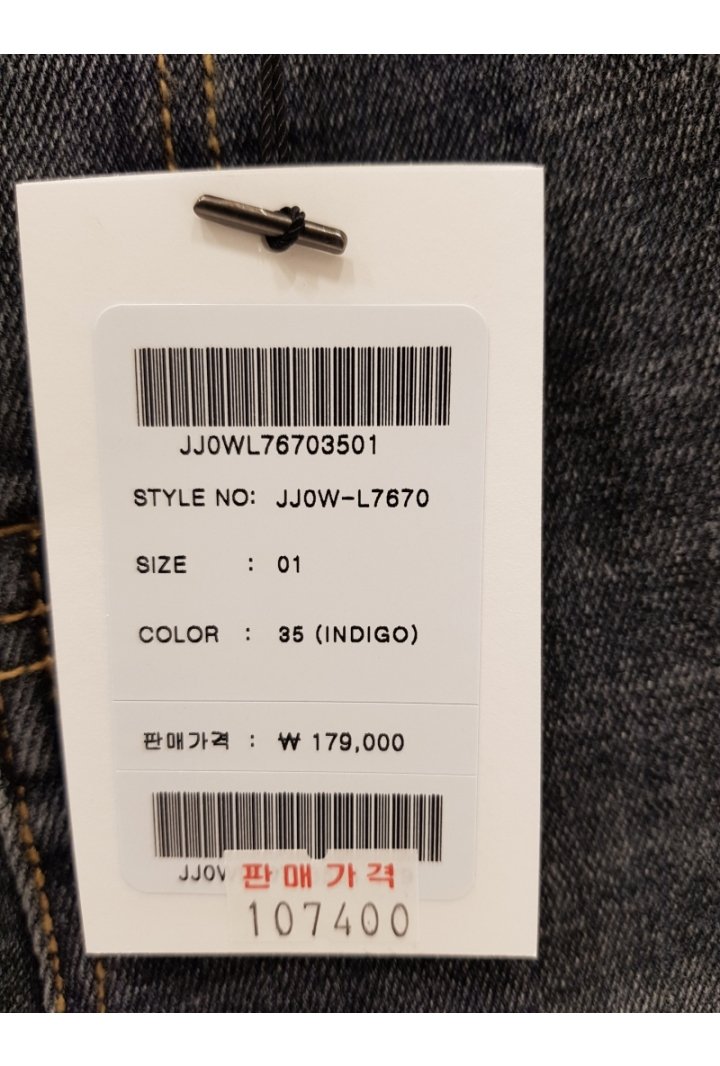 JJ0WL76703501
STYLE NO: JJ0W-L7670
SIZE : 01
COLOR : 35 (INDIGO)
판매가격 : ₩ 179,000
판매가격
107400